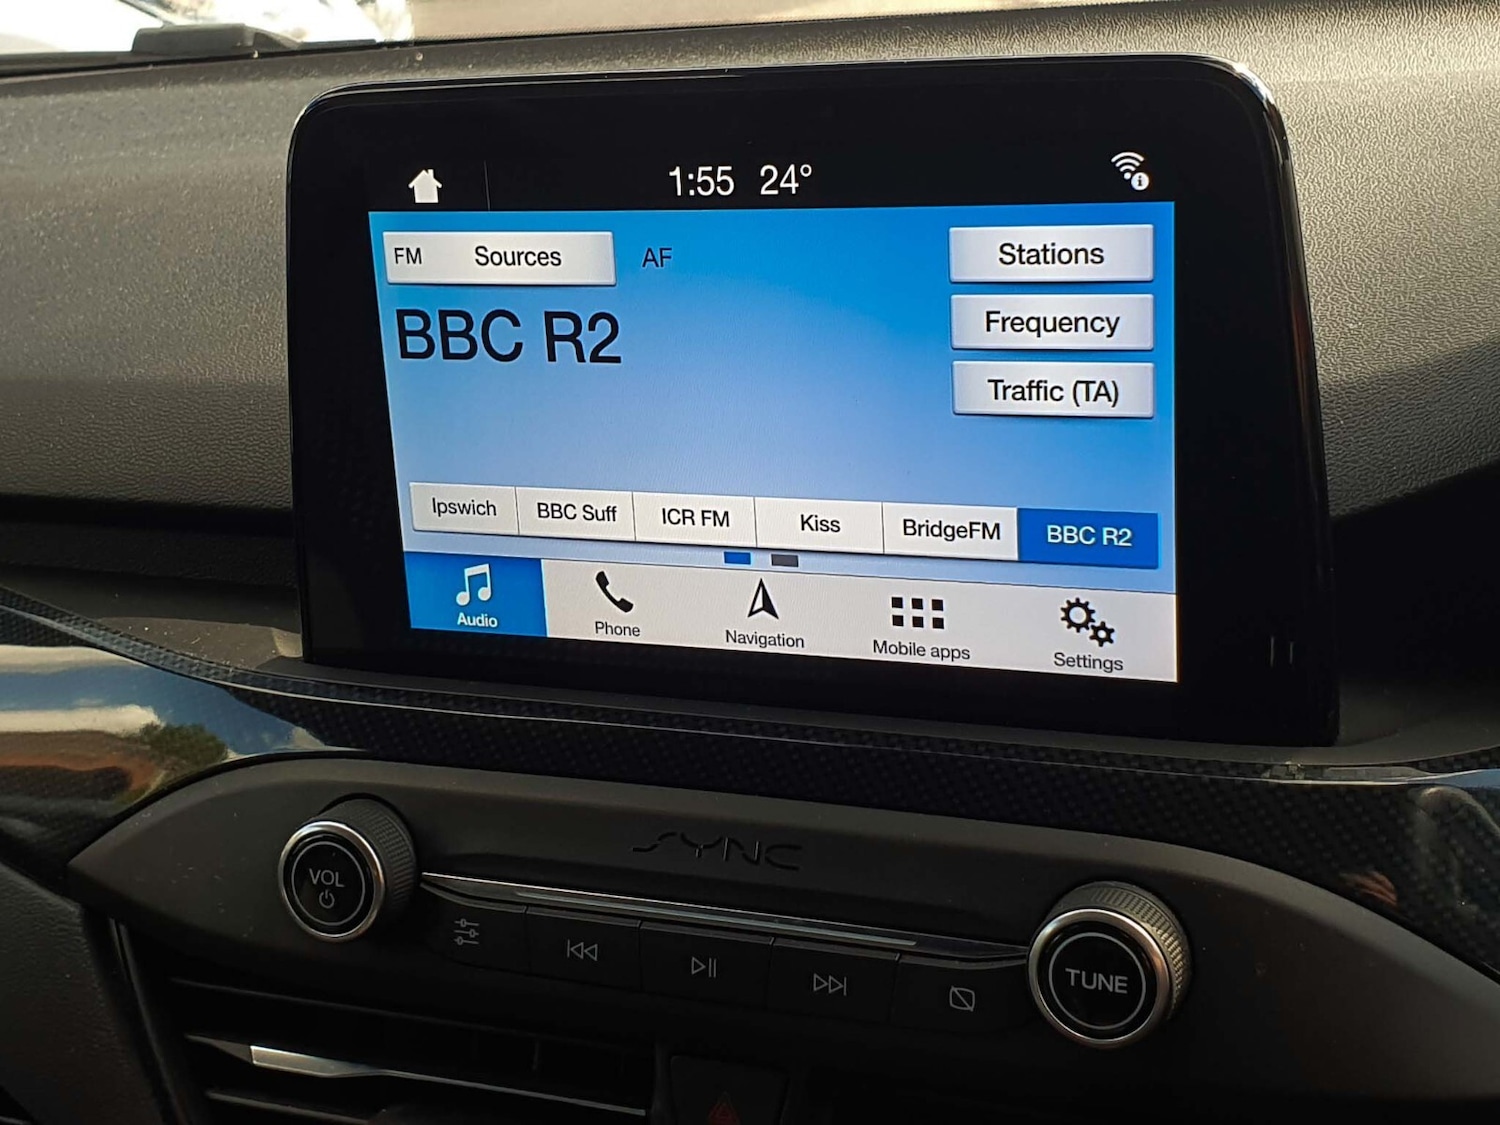 1:55 24°
FM Sources AF
Stations
BBC R2
Frequency
Traffic (TA)
Ipswich BBC Suff ICR FM Kiss BridgeFM BBC R2
Audio Phone Navigation Mobile apps Settings
SYNC
VOL
TUNE